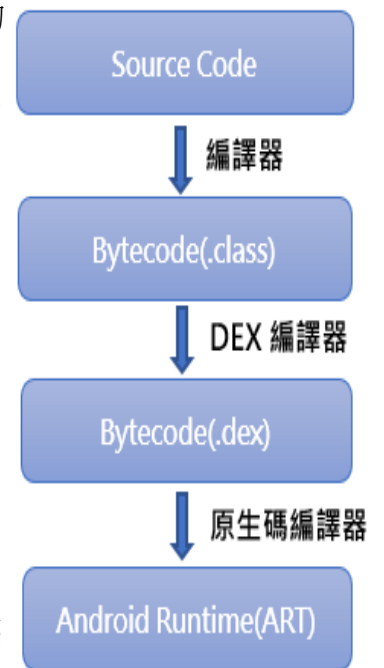 Source Code
編譯器
Bytecode(.class)
DEX 編譯器
Bytecode(.dex)
原生碼編譯器
Android Runtime(ART)